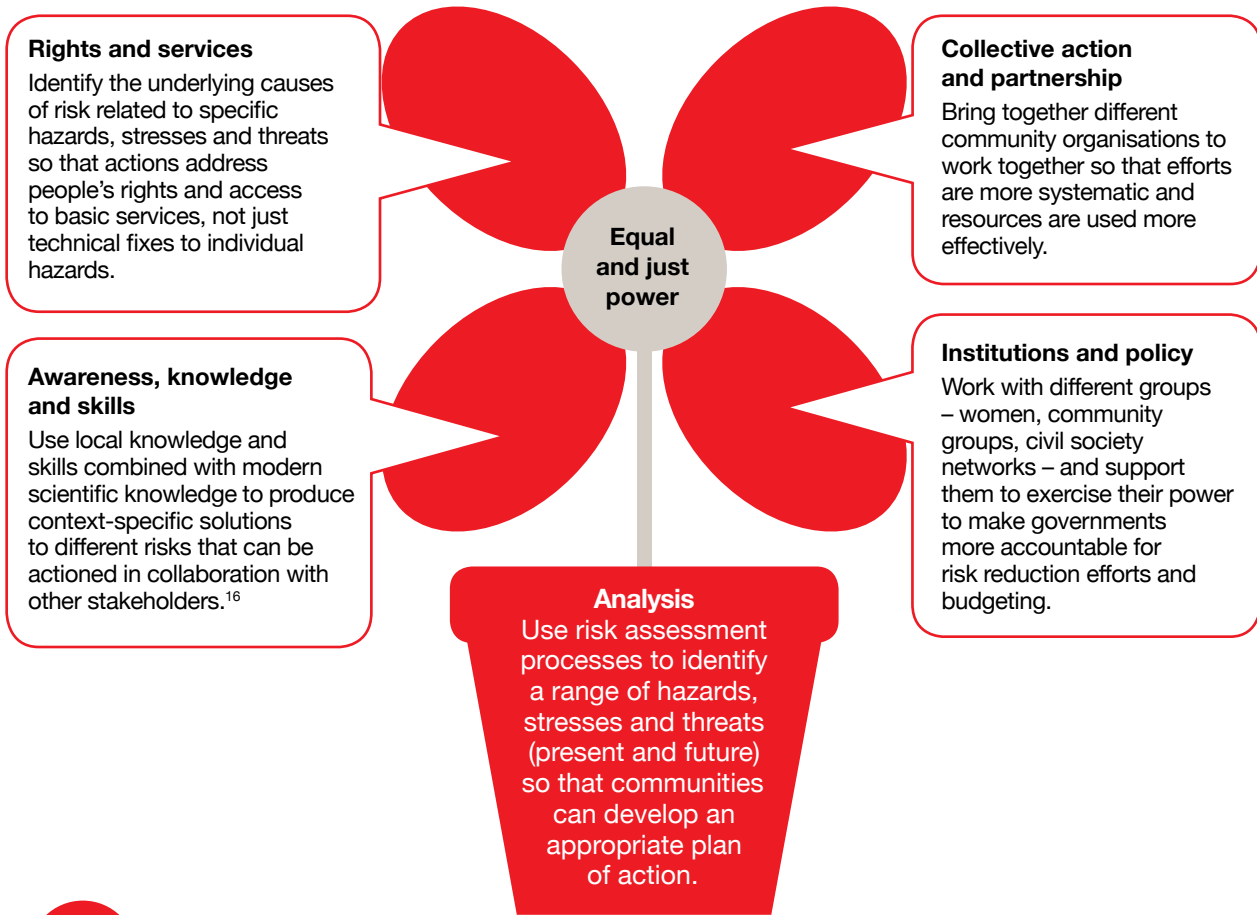 Rights and services
Identify the underlying causes
of risk related to specific
hazards, stresses and threats
so that actions address
people’s rights and access
to basic services, not just
technical fixes to individual
hazards.
Collective action
and partnership
Bring together different
community organisations to
work together so that efforts
are more systematic and
resources are used more
effectively.
Equal
and just
power
Awareness, knowledge
and skills
Use local knowledge and
skills combined with modern
scientific knowledge to produce
context-specific solutions
to different risks that can be
actioned in collaboration with
other stakeholders.16
Institutions and policy
Work with different groups
– women, community
groups, civil society
networks – and support
them to exercise their power
to make governments
more accountable for
risk reduction efforts and
budgeting.
Analysis
Use risk assessment
processes to identify
a range of hazards,
stresses and threats
(present and future)
so that communities
can develop an
appropriate plan
of action.